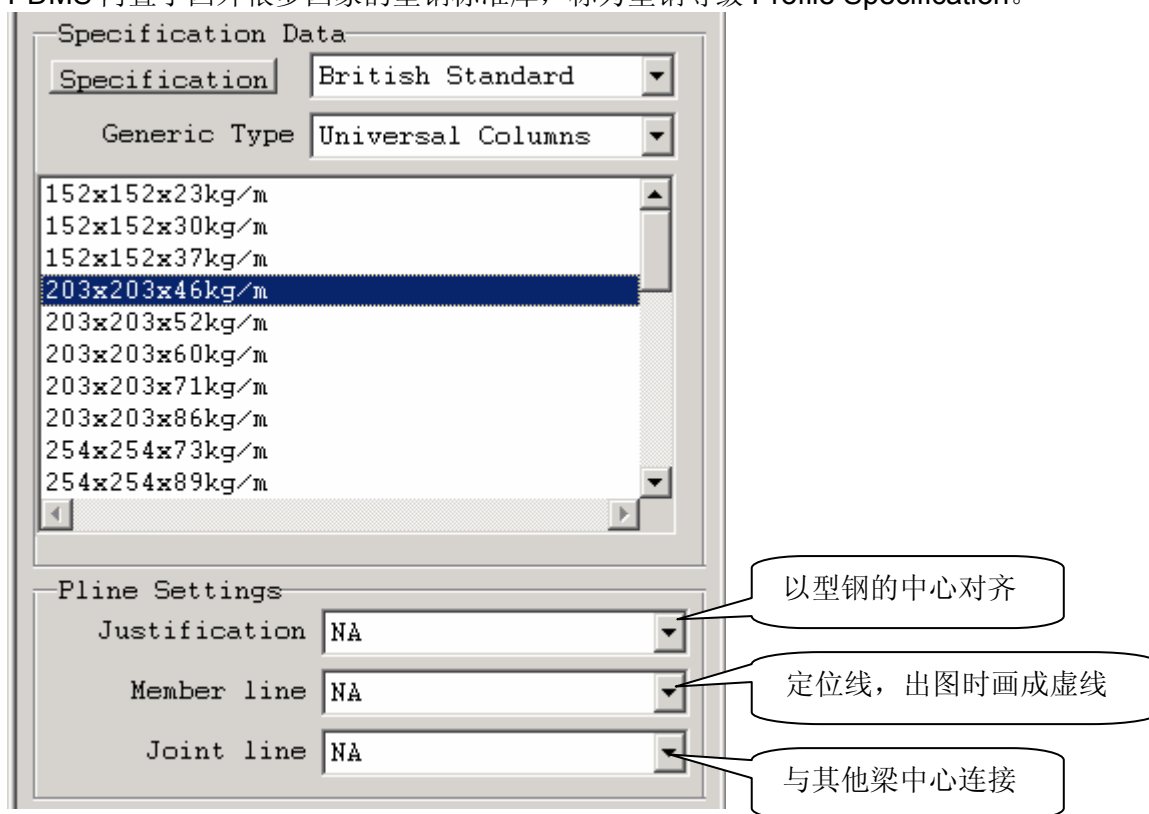 PDMS 内置了国外很多国家的型钢标准库，称为型钢等级 Profile Specification。
Specification Data
Specification British Standard
Generic Type Universal Columns
152x152x23kg/m
152x152x30kg/m
152x152x37kg/m
203x203x46kg/m
203x203x52kg/m
203x203x60kg/m
203x203x71kg/m
203x203x86kg/m
254x254x73kg/m
254x254x89kg/m
Pline Settings
以型钢的中心对齐
Justification NA
定位线，出图时画成虚线
Member line NA
Joint line NA
与其他梁中心连接